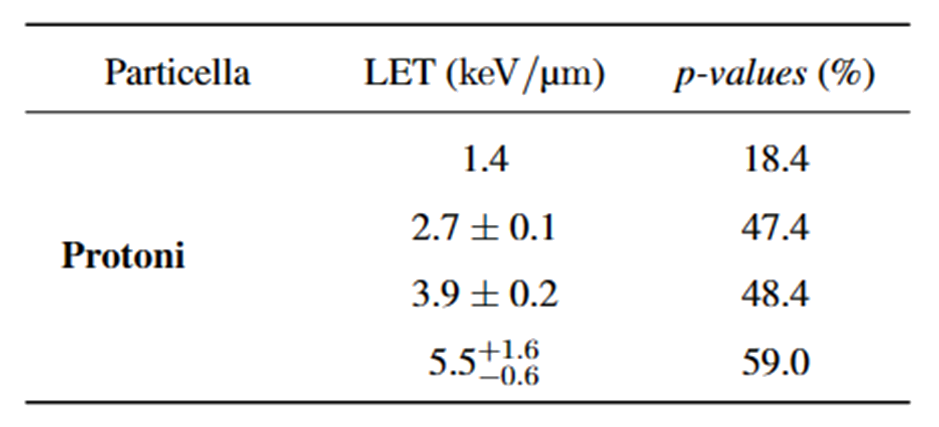 Particella LET (keV/μm) p-values (%)
1.4 18.4
2.7 ± 0.1 47.4
Protoni
3.9 ± 0.2 48.4
5.5 +1.6 −0.6 59.0